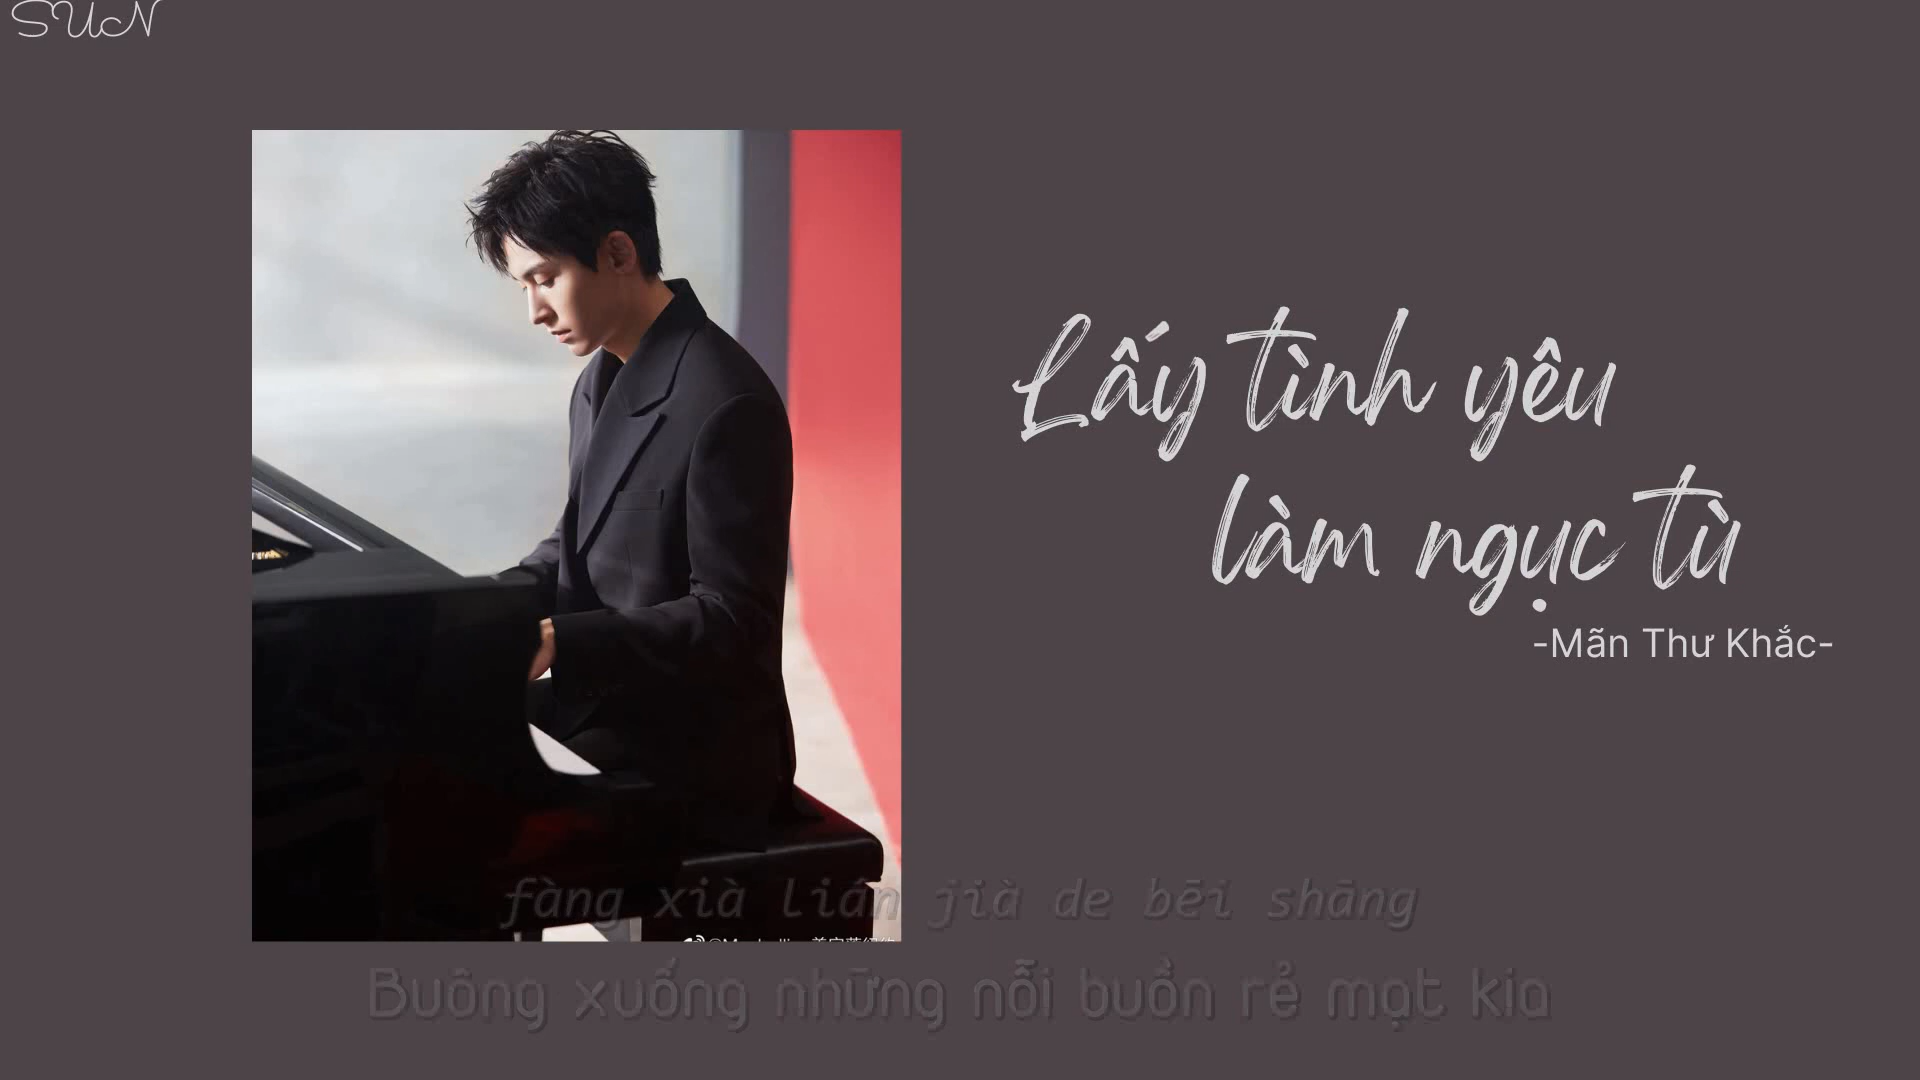 SUN
Lấy tình yêu
làm ngục tù
-Mãn Thư Khắc-
fàng xià lián jià de bēi shāng
Buông xuống những nỗi buồn rẻ mạt kia